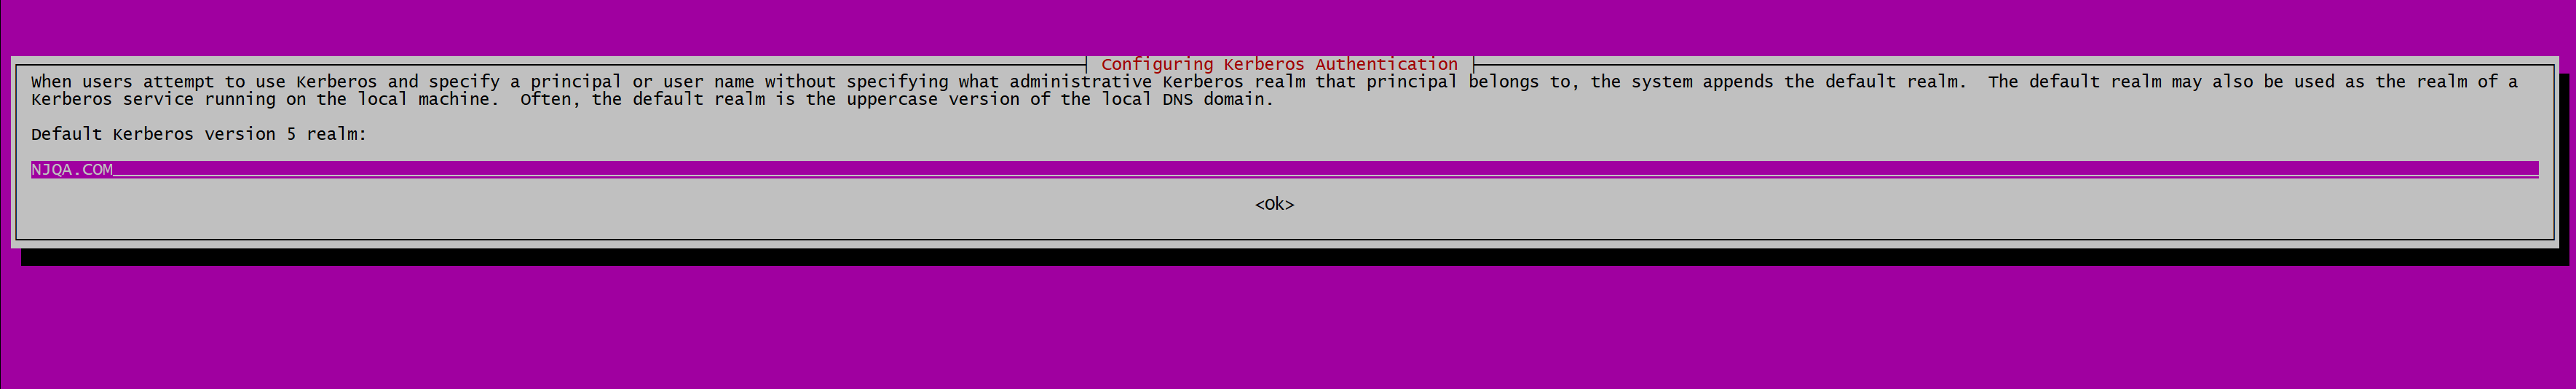 Configuring Kerberos Authentication
When users attempt to use Kerberos and specify a principal or user name without specifying what administrative Kerberos realm that principal belongs to, the system appends the default realm.  The default realm may also be used as the realm of a
Kerberos service running on the local machine.  Often, the default realm is the uppercase version of the local DNS domain.
Default Kerberos version 5 realm:
NJQA.COM
<Ok>